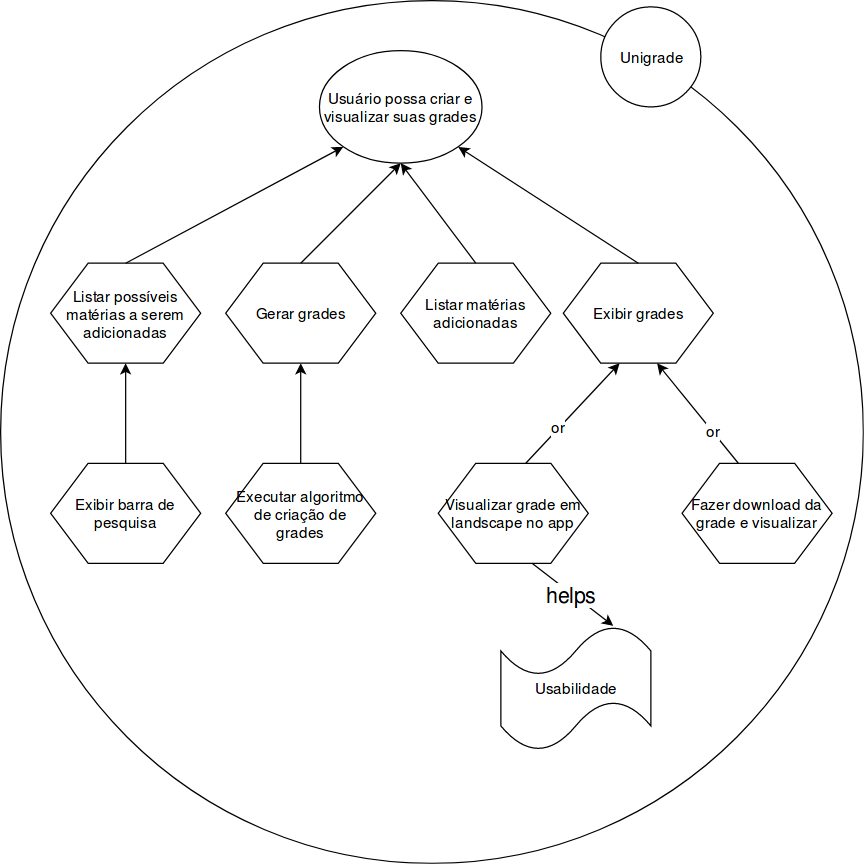 Unigrade
Usuário possa criar e
visualizar suas grades
Listar possíveis
matérias a serem
adicionadas
Gerar grades
Listar matérias
adicionadas
Exibir grades
or
or
Exibir barra de
pesquisa
Executar algoritmo
de criação de
grades
Visualizar grade em
landscape no app
Fazer download da
grade e visualizar
helps
Usabilidade